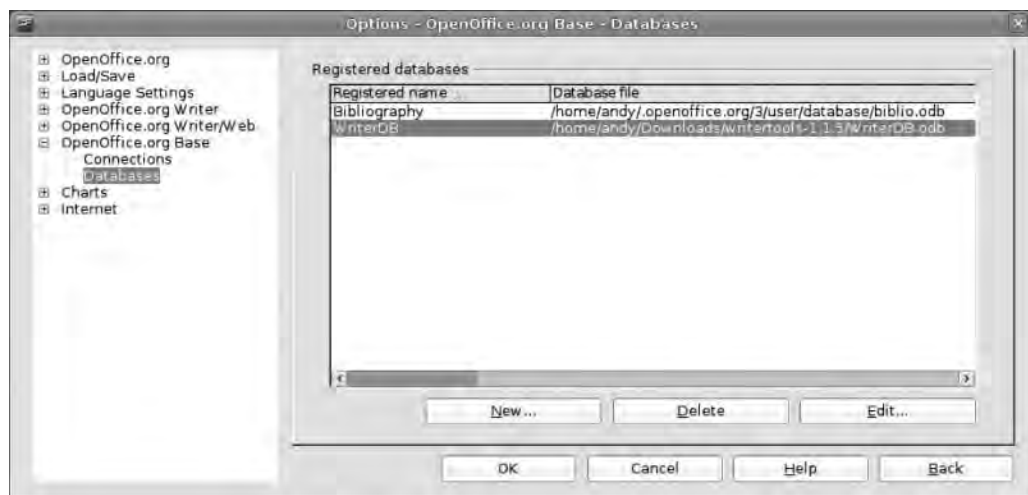 Options - OpenOffice.org Base - Databases
OpenOffice.org
Load/Save
Language Settings
OpenOffice.org Writer
OpenOffice.org Writer/Web
OpenOffice.org Base
Connections
Databases
Charts
Internet
Registered databases
Registered name
Database file
Bibliography
/home/andy/.openoffice.org/3/user/database/biblio.odb
WriterDB
/home/andy/Downloads/writertools-1.1.5/WriterDB.odb
New...
Delete
Edit...
OK
Cancel
Help
Back